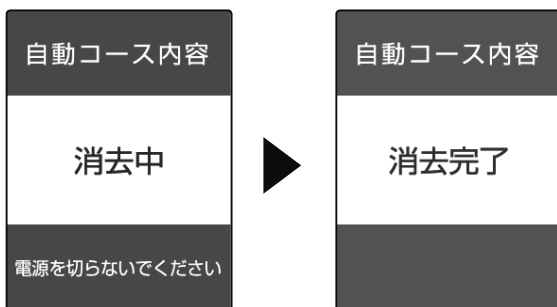 自動コース内容
消去中
電源を切らないでください
自動コース内容
消去完了